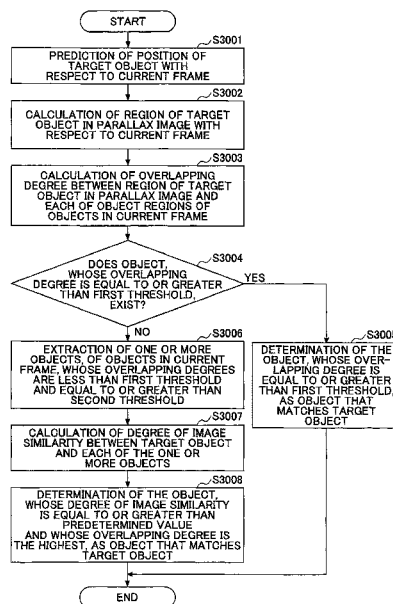 START
S3001
PREDICTION OF POSITION OF
TARGET OBJECT WITH
RESPECT TO CURRENT FRAME
S3002
CALCULATION OF REGION OF TARGET
OBJECT IN PARALLAX IMAGE WITH
RESPECT TO CURRENT FRAME
S3003
CALCULATION OF OVERLAPPING
DEGREE BETWEEN REGION OF TARGET
OBJECT IN PARALLAX IMAGE AND
EACH OF OBJECT REGIONS OF
OBJECTS IN CURRENT FRAME
S3004
DOES OBJECT,
WHOSE OVERLAPPING
DEGREE IS EQUAL TO OR GREATER
THAN FIRST THRESHOLD,
EXIST?
YES
NO
S3005
DETERMINATION OF THE
OBJECT, WHOSE OVER-
LAPPING DEGREE IS
EQUAL TO OR GREATER
THAN FIRST THRESHOLD,
AS OBJECT THAT
MATCHES TARGET
OBJECT
S3006
EXTRACTION OF ONE OR MORE
OBJECTS, OF OBJECTS IN CURRENT
FRAME, WHOSE OVERLAPPING DEGREES
ARE LESS THAN FIRST THRESHOLD
AND EQUAL TO OR GREATER THAN
SECOND THRESHOLD
S3007
CALCULATION OF DEGREE OF IMAGE
SIMILARITY BETWEEN TARGET OBJECT
AND EACH OF THE ONE OR
MORE OBJECTS
S3008
DETERMINATION OF THE OBJECT,
WHOSE DEGREE OF IMAGE SIMILARITY
IS EQUAL TO OR GREATER THAN
PREDETERMINED VALUE
AND WHOSE OVERLAPPING DEGREE IS
THE HIGHEST, AS OBJECT THAT MATCHES
TARGET OBJECT
END